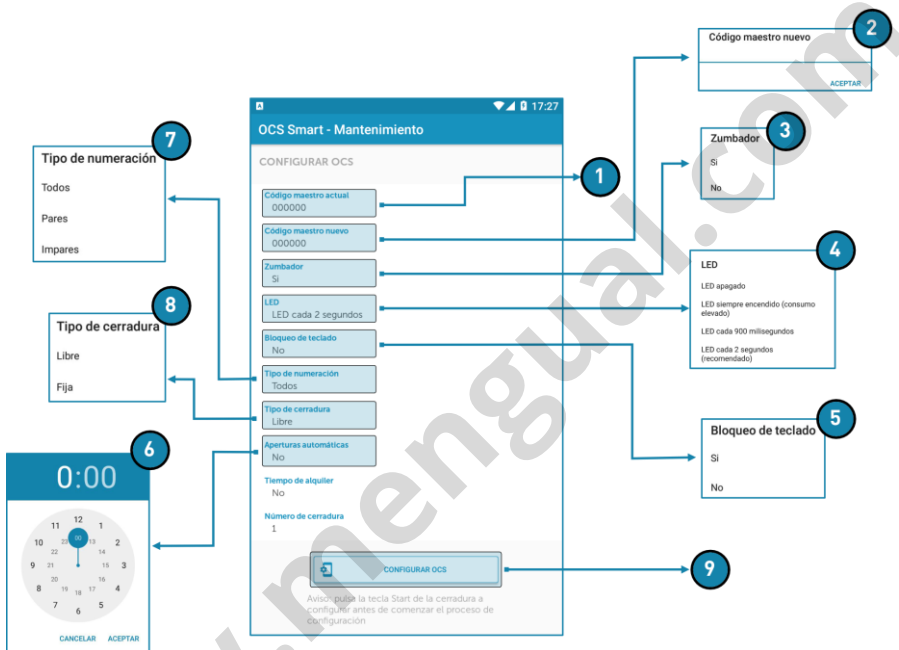 2
Código maestro nuevo
ACEPTAR
17:27
OCS Smart - Mantenimiento
CONFIGURAR OCS
Código maestro actual
000000
Código maestro nuevo
000000
Zumbador
Si
LED
LED cada 2 segundos
Bloqueo de teclado
No
Tipo de numeración
Todos
Tipo de cerradura
Libre
Aperturas automáticas
No
Tiempo de alquiler
No
Número de cerradura
1
CONFIGURAR OCS
Aviso: pulsa la tecla Start de la cerradura a
configurar antes de comenzar el proceso de
configuración
1
3
Zumbador
Si
No
4
LED
LED apagado
LED siempre encendido (consumo
elevado)
LED cada 900 milisegundos
LED cada 2 segundos
(recomendado)
5
Bloqueo de teclado
Si
No
7
Tipo de numeración
Todos
Pares
Impares
8
Tipo de cerradura
Libre
Fija
6
0:00
12
11 1
00
10 23 13 2
22 14
9 21 15 3
20 16
8 19 18 17 4
7 5
6
CANCELAR ACEPTAR
9
www.mengual.com